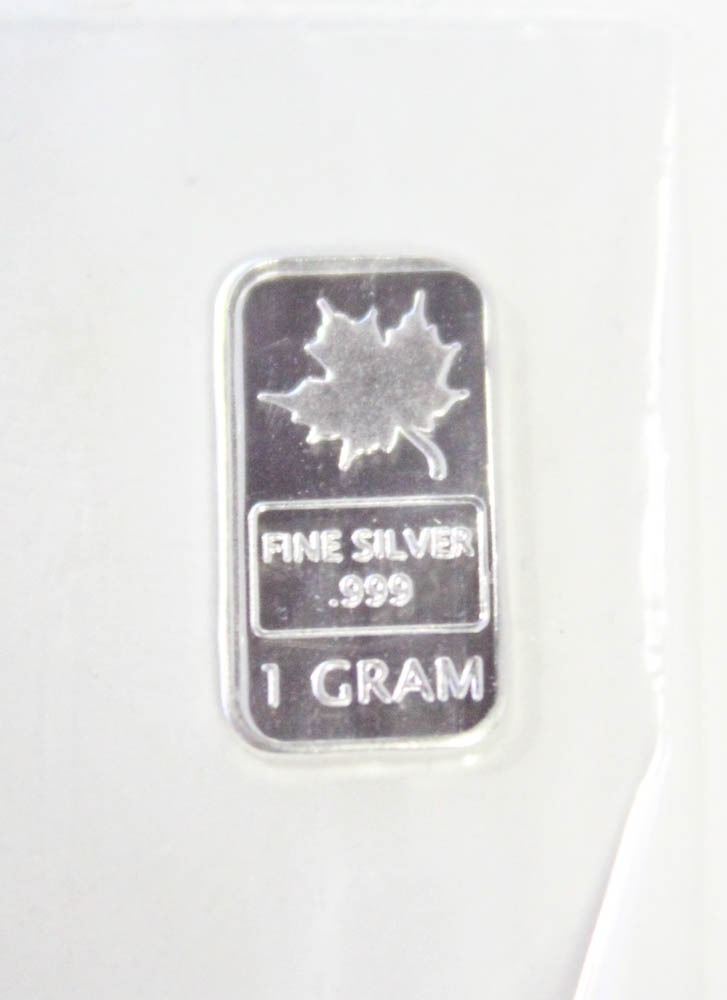 FINE SILVER
.999
1 GRAM